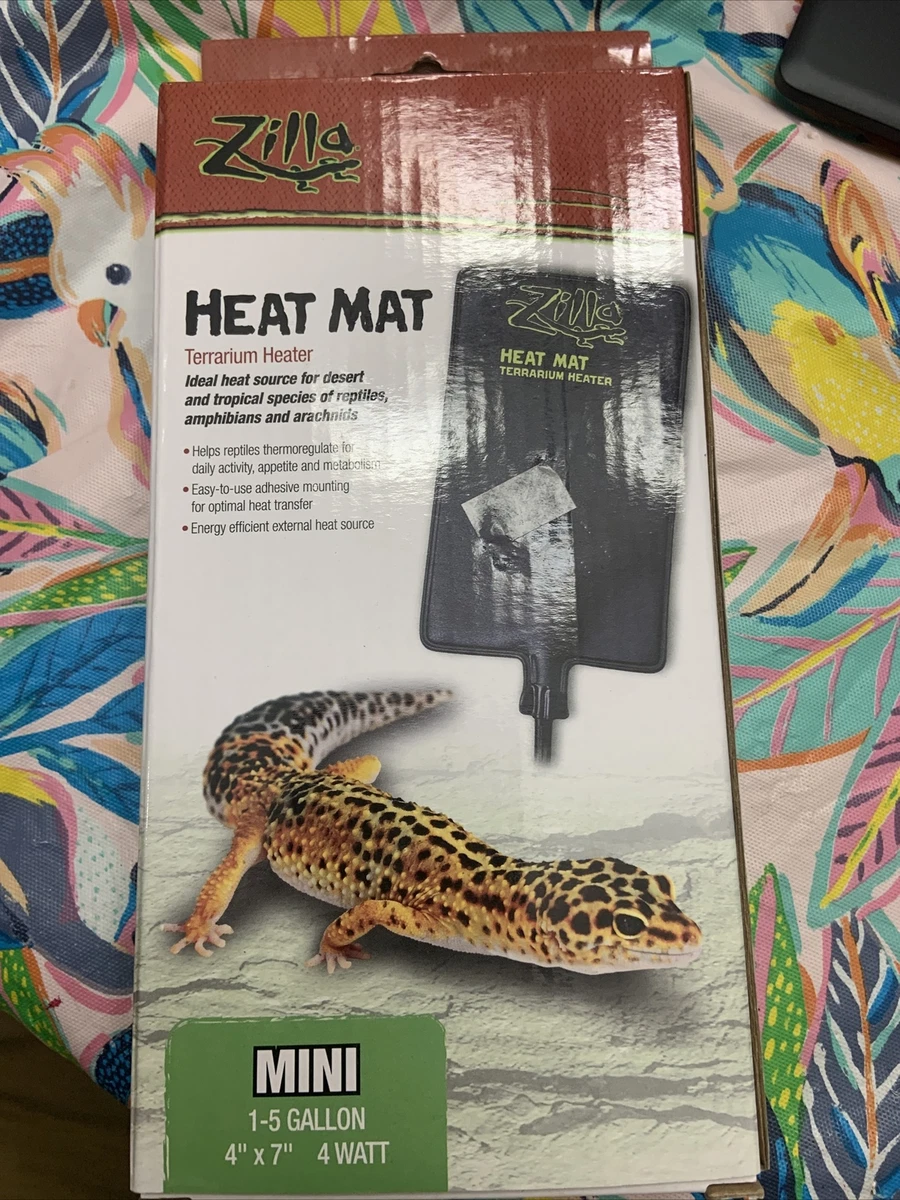 Zilla
HEAT MAT
Terrarium Heater
Ideal heat source for desert
and tropical species of reptiles,
amphibians and arachnids
• Helps reptiles thermoregulate for
daily activity, appetite and metabolism
• Easy-to-use adhesive mounting
for optimal heat transfer
• Energy efficient external heat source
Zilla
HEAT MAT
TERRARIUM HEATER
MINI
1-5 GALLON
4" x 7" 4 WATT